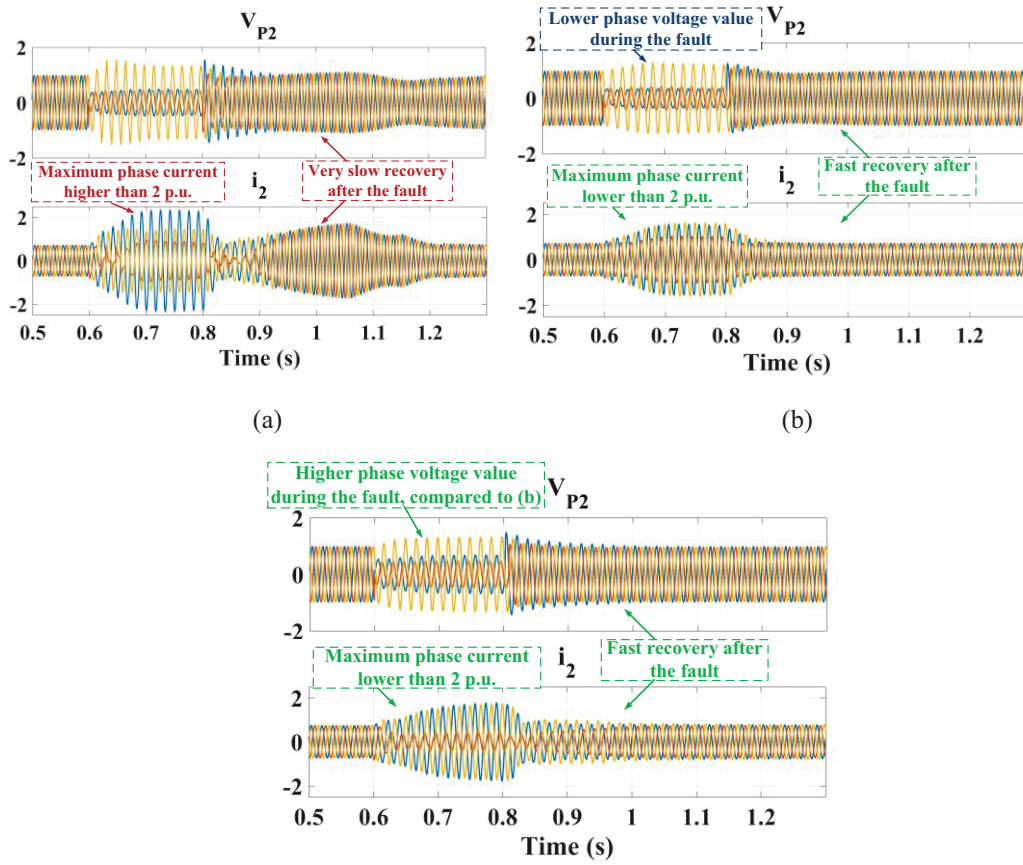 V_P2
2
0
-2
Maximum phase current
higher than 2 p.u.
Very slow recovery
after the fault
i_2
2
0
-2
0.5 0.6 0.7 0.8 0.9 1 1.1 1.2
Time (s)
(a)
Lower phase voltage value
during the fault
V_P2
2
0
-2
Maximum phase current
lower than 2 p.u.
Fast recovery after
the fault
i_2
2
0
-2
0.5 0.6 0.7 0.8 0.9 1 1.1 1.2
Time (s)
(b)
Higher phase voltage value
during the fault, compared to (b)
V_P2
2
0
-2
Maximum phase current
lower than 2 p.u.
i_2
Fast recovery after
the fault
2
0
-2
0.5 0.6 0.7 0.8 0.9 1 1.1 1.2
Time (s)